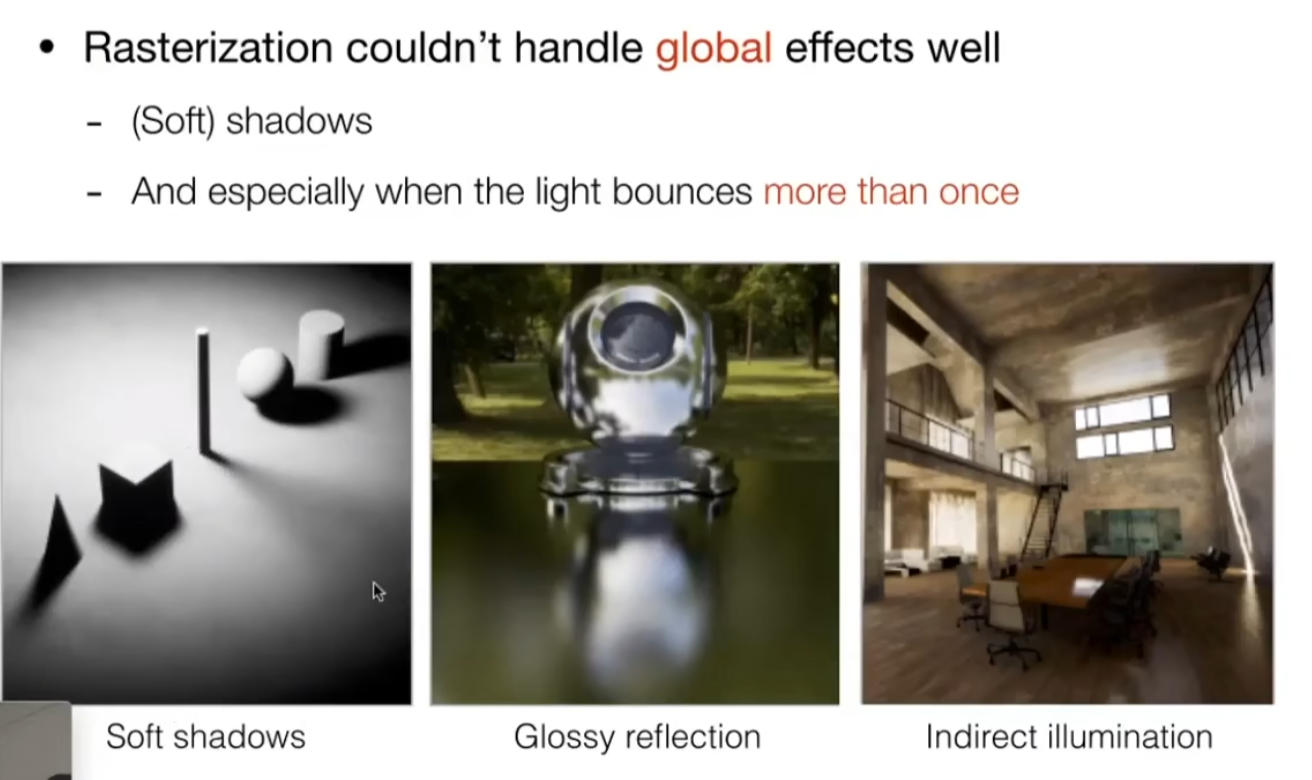 • Rasterization couldn’t handle global effects well
- (Soft) shadows
- And especially when the light bounces more than once
Soft shadows
Glossy reflection
Indirect illumination